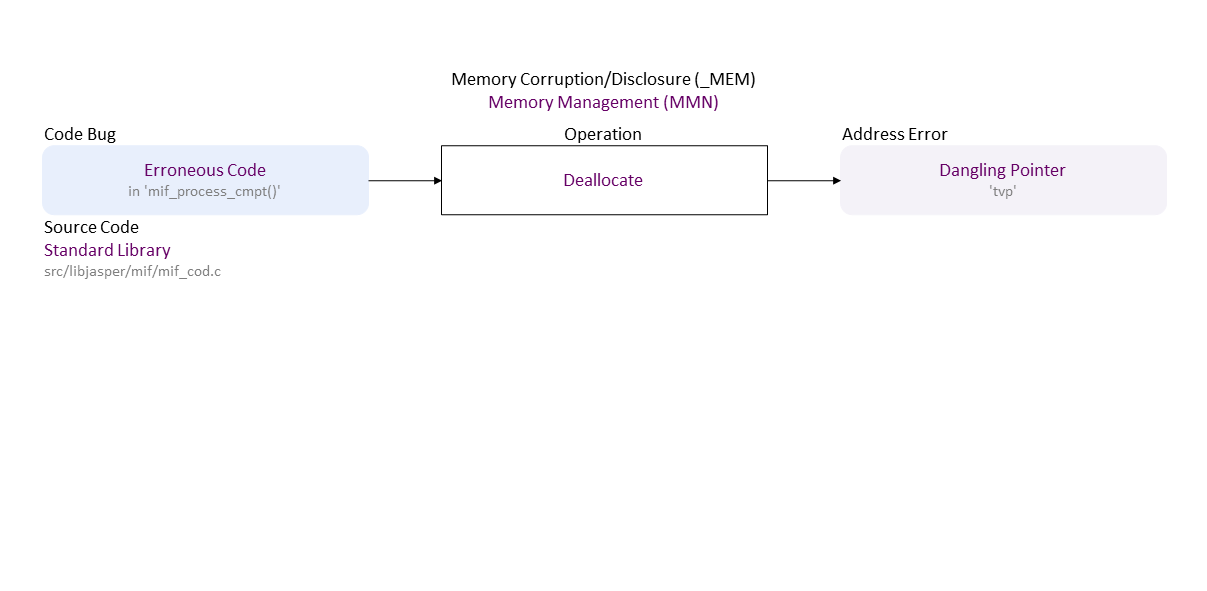 Memory Corruption/Disclosure (_MEM)
Memory Management (MMN)
Code Bug
Operation
Address Error
Erroneous Code
in 'mif_process_cmpt()'
Deallocate
Dangling Pointer
'tvp'
Source Code
Standard Library
src/libjasper/mif/mif_cod.c